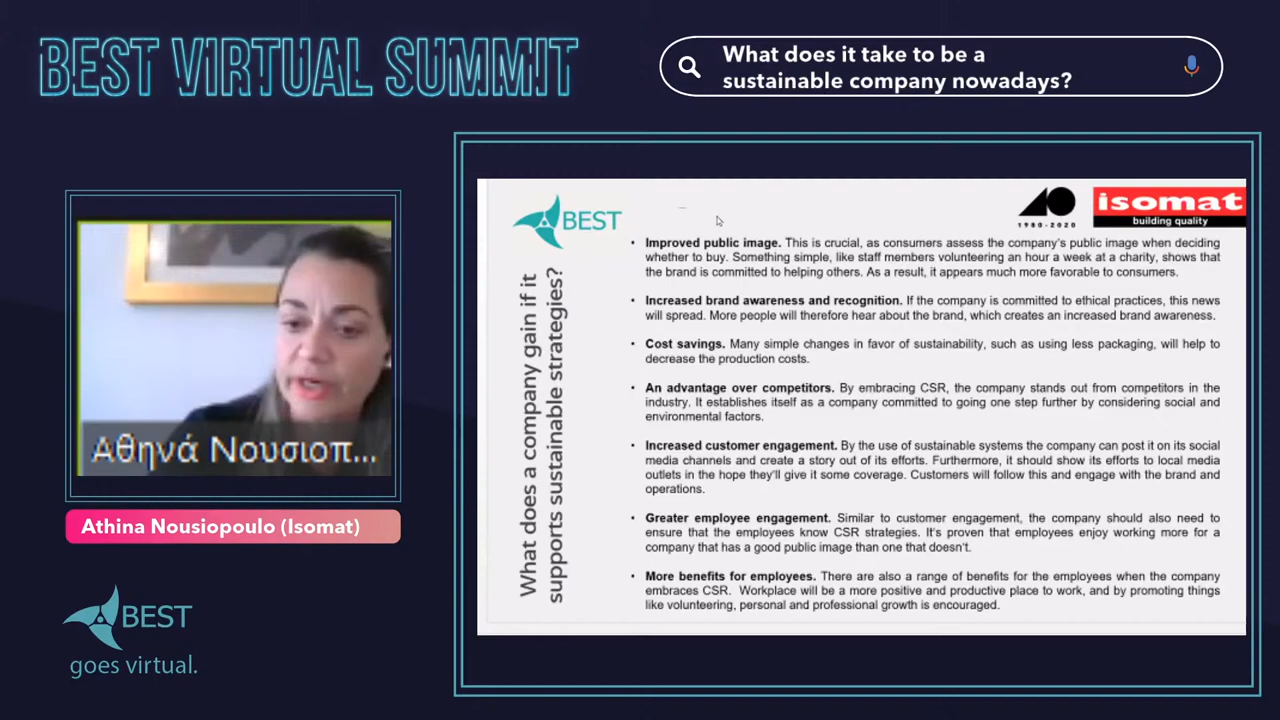 BEST VIRTUAL SUMMIT
What does it take to be a
sustainable company nowadays?
Αθηνά Νουσιοπ...
Athina Nousiopoulo (Isomat)
BEST
goes virtual.
BEST
1980-2020
isomat
building quality
What does a company gain if it
supports sustainable strategies?
• Improved public image. This is crucial, as consumers assess the company's public image when deciding
whether to buy. Something simple, like staff members volunteering an hour a week at a charity, shows that
the brand is committed to helping others. As a result, it appears much more favorable to consumers.
• Increased brand awareness and recognition. If the company is committed to ethical practices, this news
will spread. More people will therefore hear about the brand, which creates an increased brand awareness.
• Cost savings. Many simple changes in favor of sustainability, such as using less packaging, will help to
decrease the production costs.
• An advantage over competitors. By embracing CSR, the company stands out from competitors in the
industry. It establishes itself as a company committed to going one step further by considering social and
environmental factors.
• Increased customer engagement. By the use of sustainable systems the company can post it on its social
media channels and create a story out of its efforts. Furthermore, it should show its efforts to local media
outlets in the hope they'll give it some coverage. Customers will follow this and engage with the brand and
operations.
• Greater employee engagement. Similar to customer engagement, the company should also need to
ensure that the employees know CSR strategies. It's proven that employees enjoy working more for a
company that has a good public image than one that doesn't.
• More benefits for employees. There are also a range of benefits for the employees when the company
embraces CSR. Workplace will be a more positive and productive place to work, and by promoting things
like volunteering, personal and professional growth is encouraged.